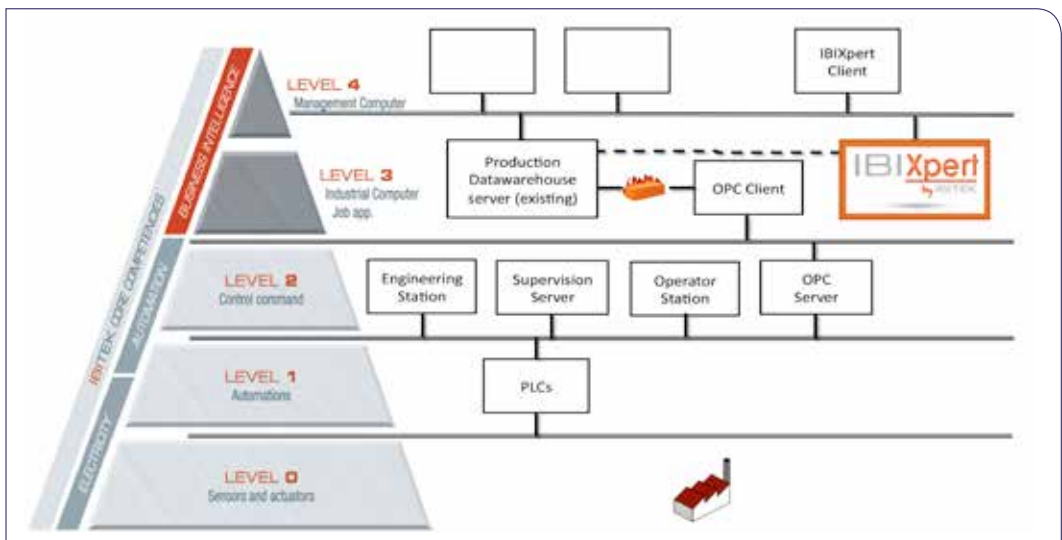 IBITEK CORE COMPETENCIES
BUSINESS INTELLIGENCE
AUTOMATION
ELECTRICITY
LEVEL 4
Management Computer
LEVEL 3
Industrial Computer
Job app.
LEVEL 2
Control command
LEVEL 1
Automations
LEVEL 0
Sensors and actuators
IBIXpert
Client
Production
Datawarehouse
server (existing)
OPC Client
IBIXpert
by IBITEK
Engineering
Station
Supervision
Server
Operator
Station
OPC
Server
PLCs